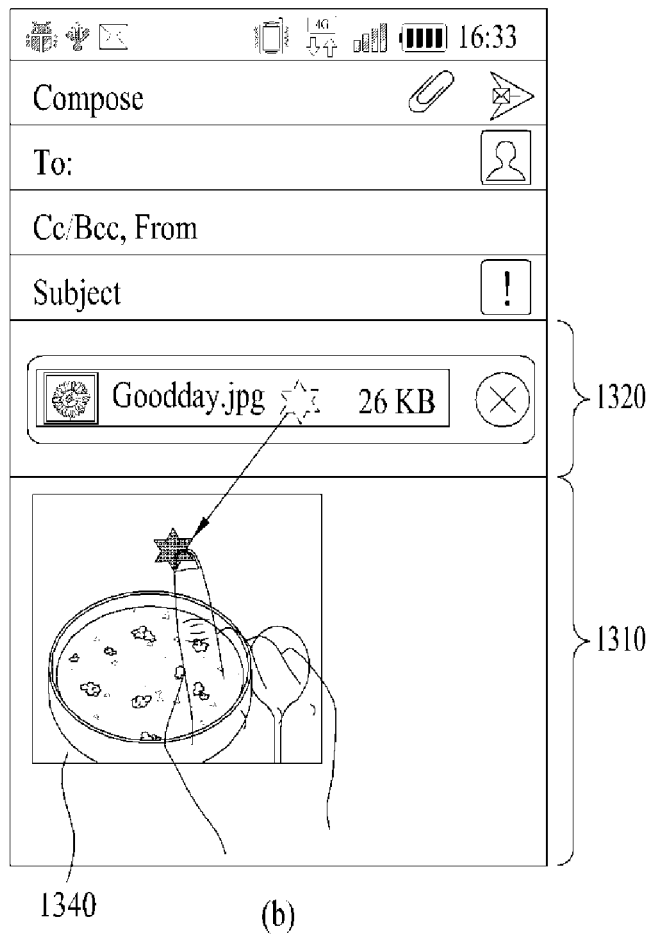 4G 16:33
Compose
To:
Cc/Bcc, From
Subject !
Goodday.jpg 26 KB
1320
1310
1340
(b)